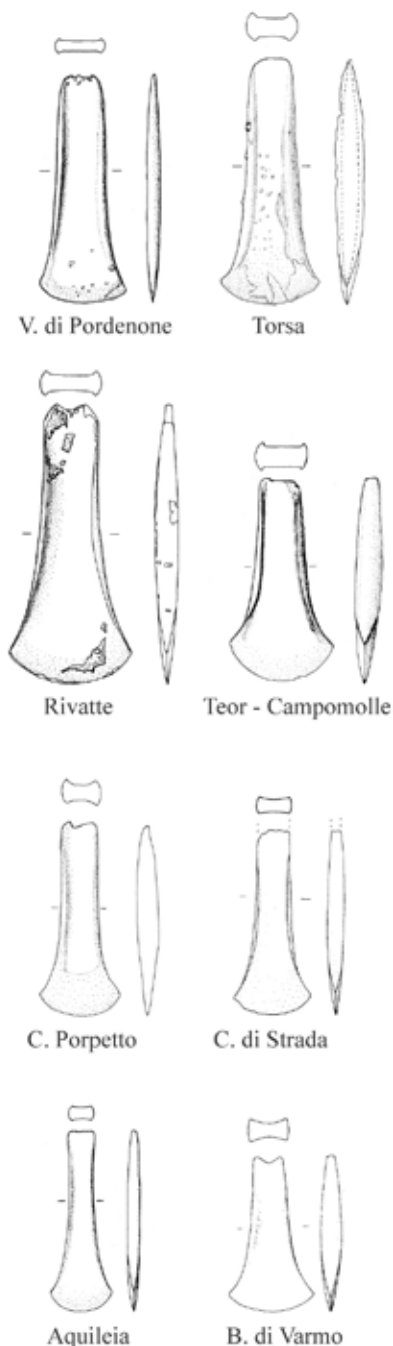 V. di Pordenone
Torsa
Rivatte
Teor - Campomolle
C. Porpetto
C. di Strada
Aquileia
B. di Varmo